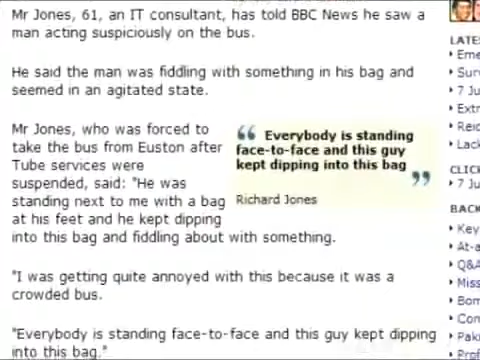 Mr Jones, 61, an IT consultant, has told BBC News he saw a
man acting suspiciously on the bus.
He said the man was fiddling with something in his bag and
seemed in an agitated state.
Mr Jones, who was forced to
take the bus from Euston after
Tube services were
suspended, said: "He was
standing next to me with a bag
at his feet and he kept dipping
into this bag and fiddling about with something.
“ Everybody is standing
face-to-face and this guy
kept dipping into this bag
”
Richard Jones
"I was getting quite annoyed with this because it was a
crowded bus.
"Everybody is standing face-to-face and this guy kept dipping
into this bag."
LATE
Eme
Sur
7 Ju
Extr
Reid
Lack
CLIC
7 Ju
BACK
Key
At-a
Q&A
Miss
Bom
Con
Pak
Prof